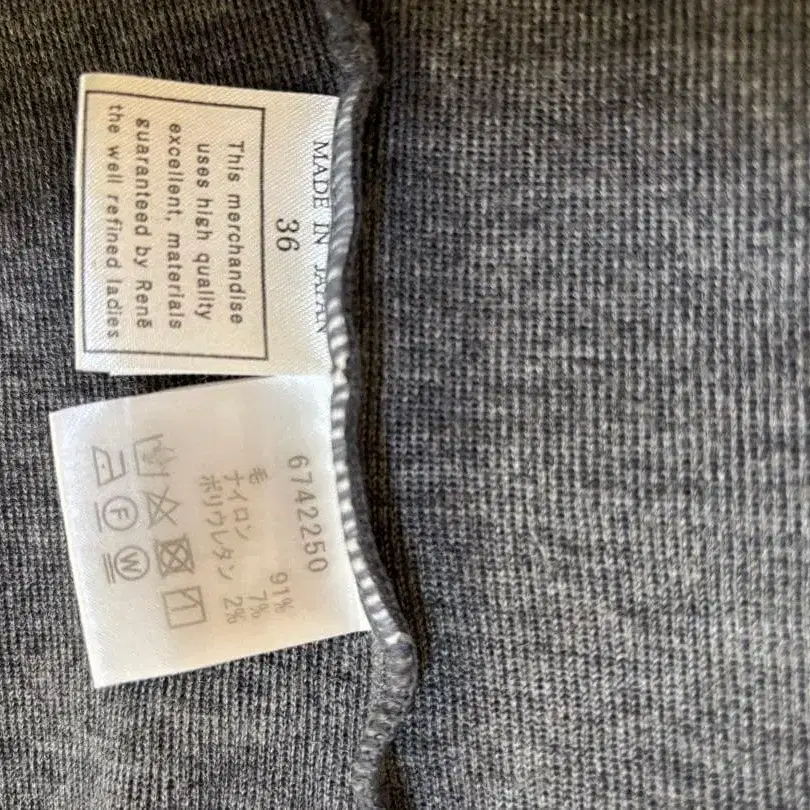 MADE IN JAPAN
36
This merchandise
uses high quality
excellent, materials
guaranteed by Renē
the well refined ladies
6742250
毛 91%
ナイロン 7%
ポリウレタン 2%
F
W